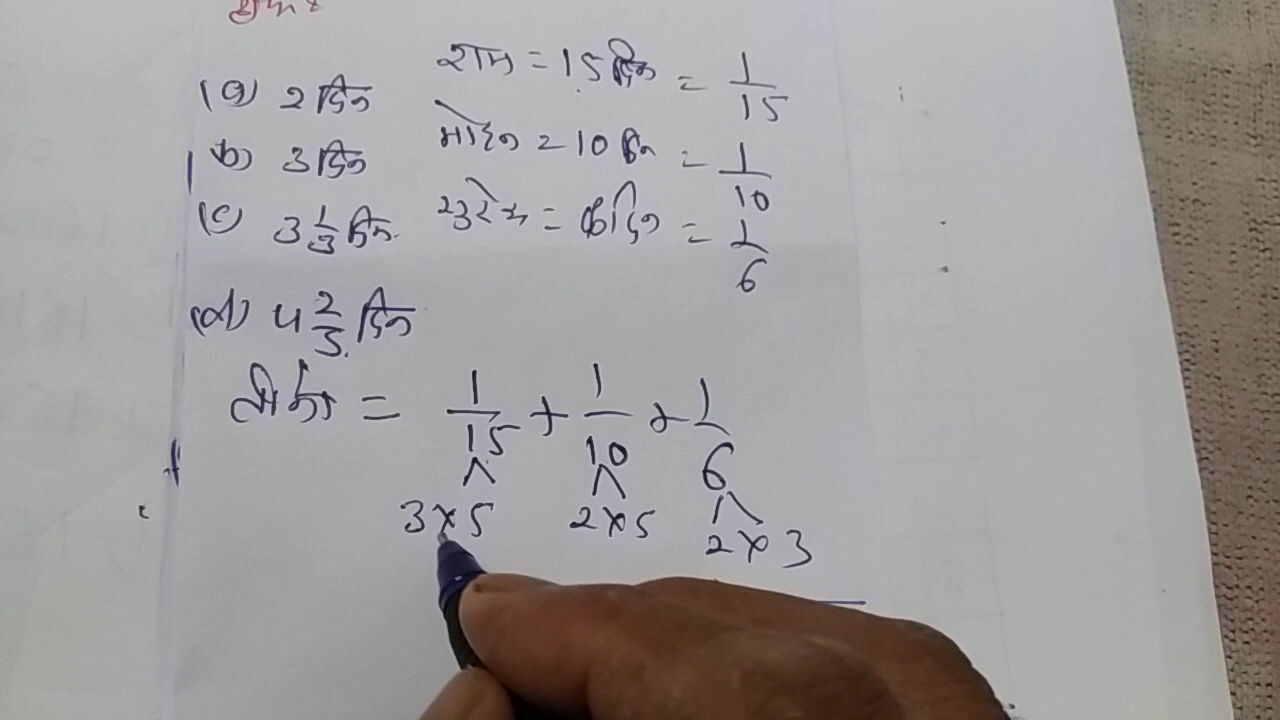 (a) 2 दिन
राम = 15 दिन = 1/15
(b) 3 दिन
मोहन = 10 दिन = 1/10
(c) 3 1/3 दिन
सुरेश = 6 दिन = 1/6
(d) 4 2/3 दिन
= 1/15 + 1/10 + 1/6
3×5 2×5 2×3